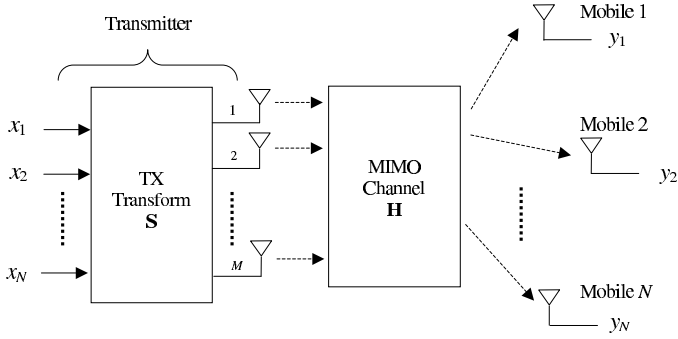 Transmitter
Mobile 1
y1
1
x1
Mobile 2
2
x2
TX
Transform
S
MIMO
Channel
H
y2
M
xN
Mobile N
yN